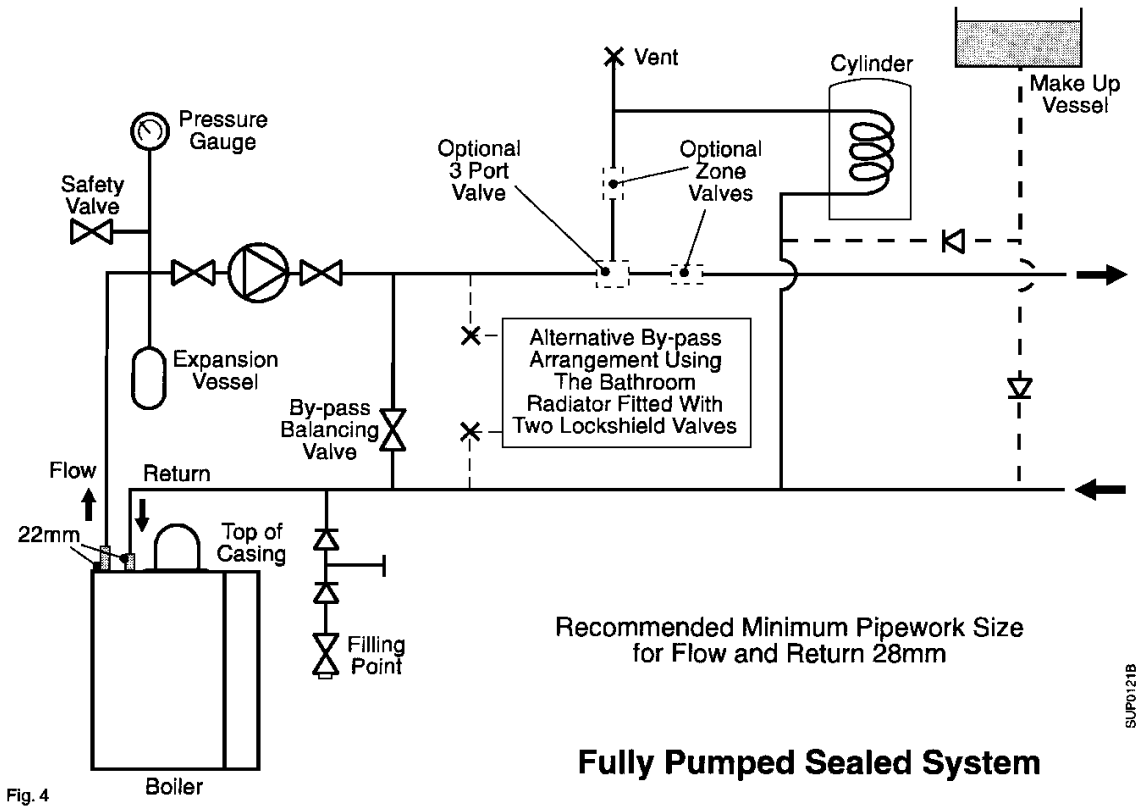 Vent
Cylinder
Make Up
Vessel
Pressure
Gauge
Optional
3 Port
Valve
Optional
Zone
Valves
Safety
Valve
Expansion
Vessel
Alternative By-pass
Arrangement Using
The Bathroom
Radiator Fitted With
Two Lockshield Valves
By-pass
Balancing
Valve
Flow
Return
22mm
Top of
Casing
Filling
Point
Recommended Minimum Pipework Size
for Flow and Return 28mm
SUP0121B
Fully Pumped Sealed System
Boiler
Fig. 4